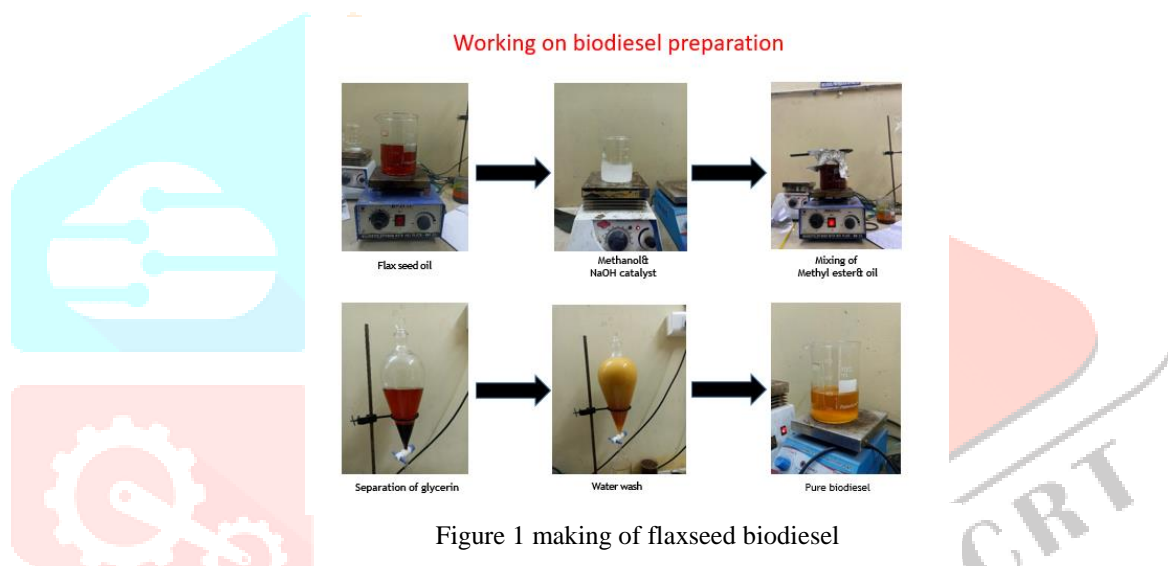 Working on biodiesel preparation
Flax seed oil
Methanol&
NaOH catalyst
Mixing of
Methyl ester& oil
Separation of glycerin
Water wash
Pure biodiesel
Figure 1 making of flaxseed biodiesel
CRT